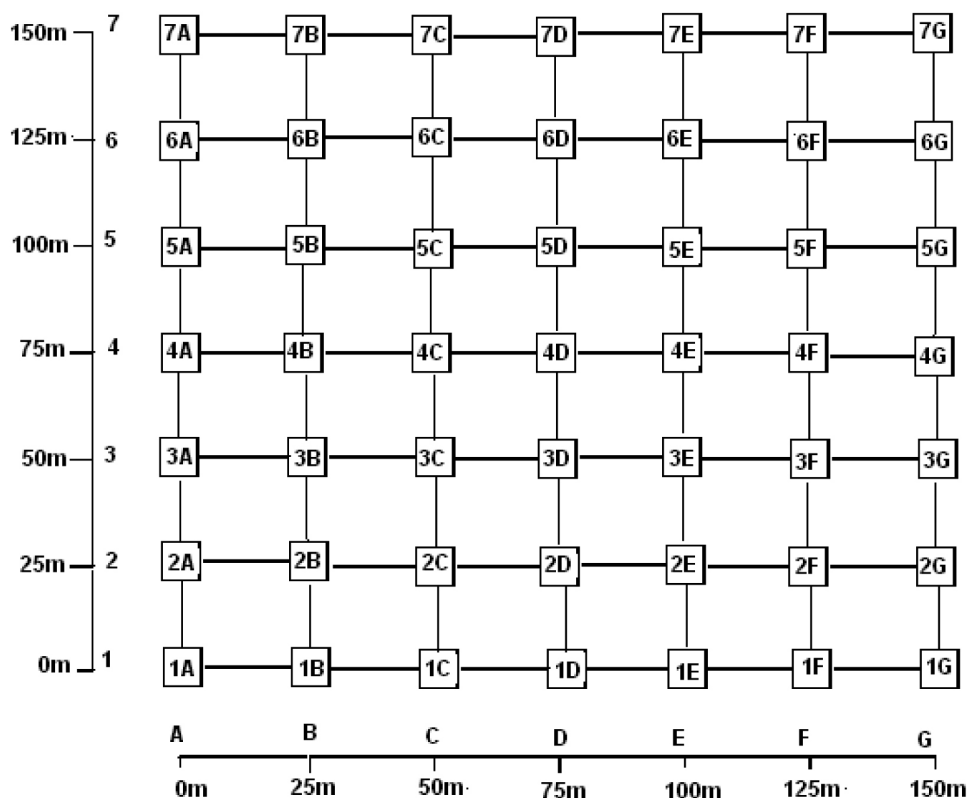 150m 7 7A 7B 7C 7D 7E 7F 7G
125m 6 6A 6B 6C 6D 6E 6F 6G
100m 5 5A 5B 5C 5D 5E 5F 5G
75m 4 4A 4B 4C 4D 4E 4F 4G
50m 3 3A 3B 3C 3D 3E 3F 3G
25m 2 2A 2B 2C 2D 2E 2F 2G
0m 1 1A 1B 1C 1D 1E 1F 1G
A B C D E F G
0m 25m 50m 75m 100m 125m 150m